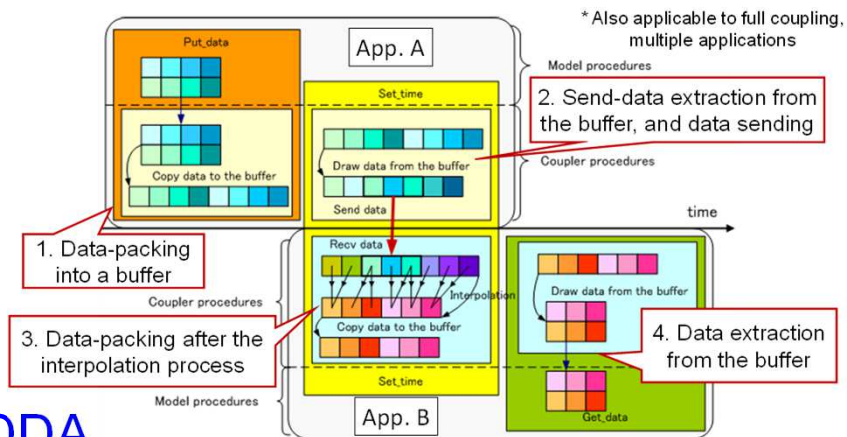 * Also applicable to full coupling,
multiple applications
Put_data
App. A
Model procedures
Set_time
2. Send-data extraction from
the buffer, and data sending
Copy data to the buffer
Draw data from the buffer
Coupler procedures
Send data
time
1. Data-packing
into a buffer
Recv data
Coupler procedures
Interpolation
Draw data from the buffer
3. Data-packing after the
interpolation process
Copy data to the buffer
4. Data extraction
from the buffer
Set_time
Model procedures
App. B
Get_data